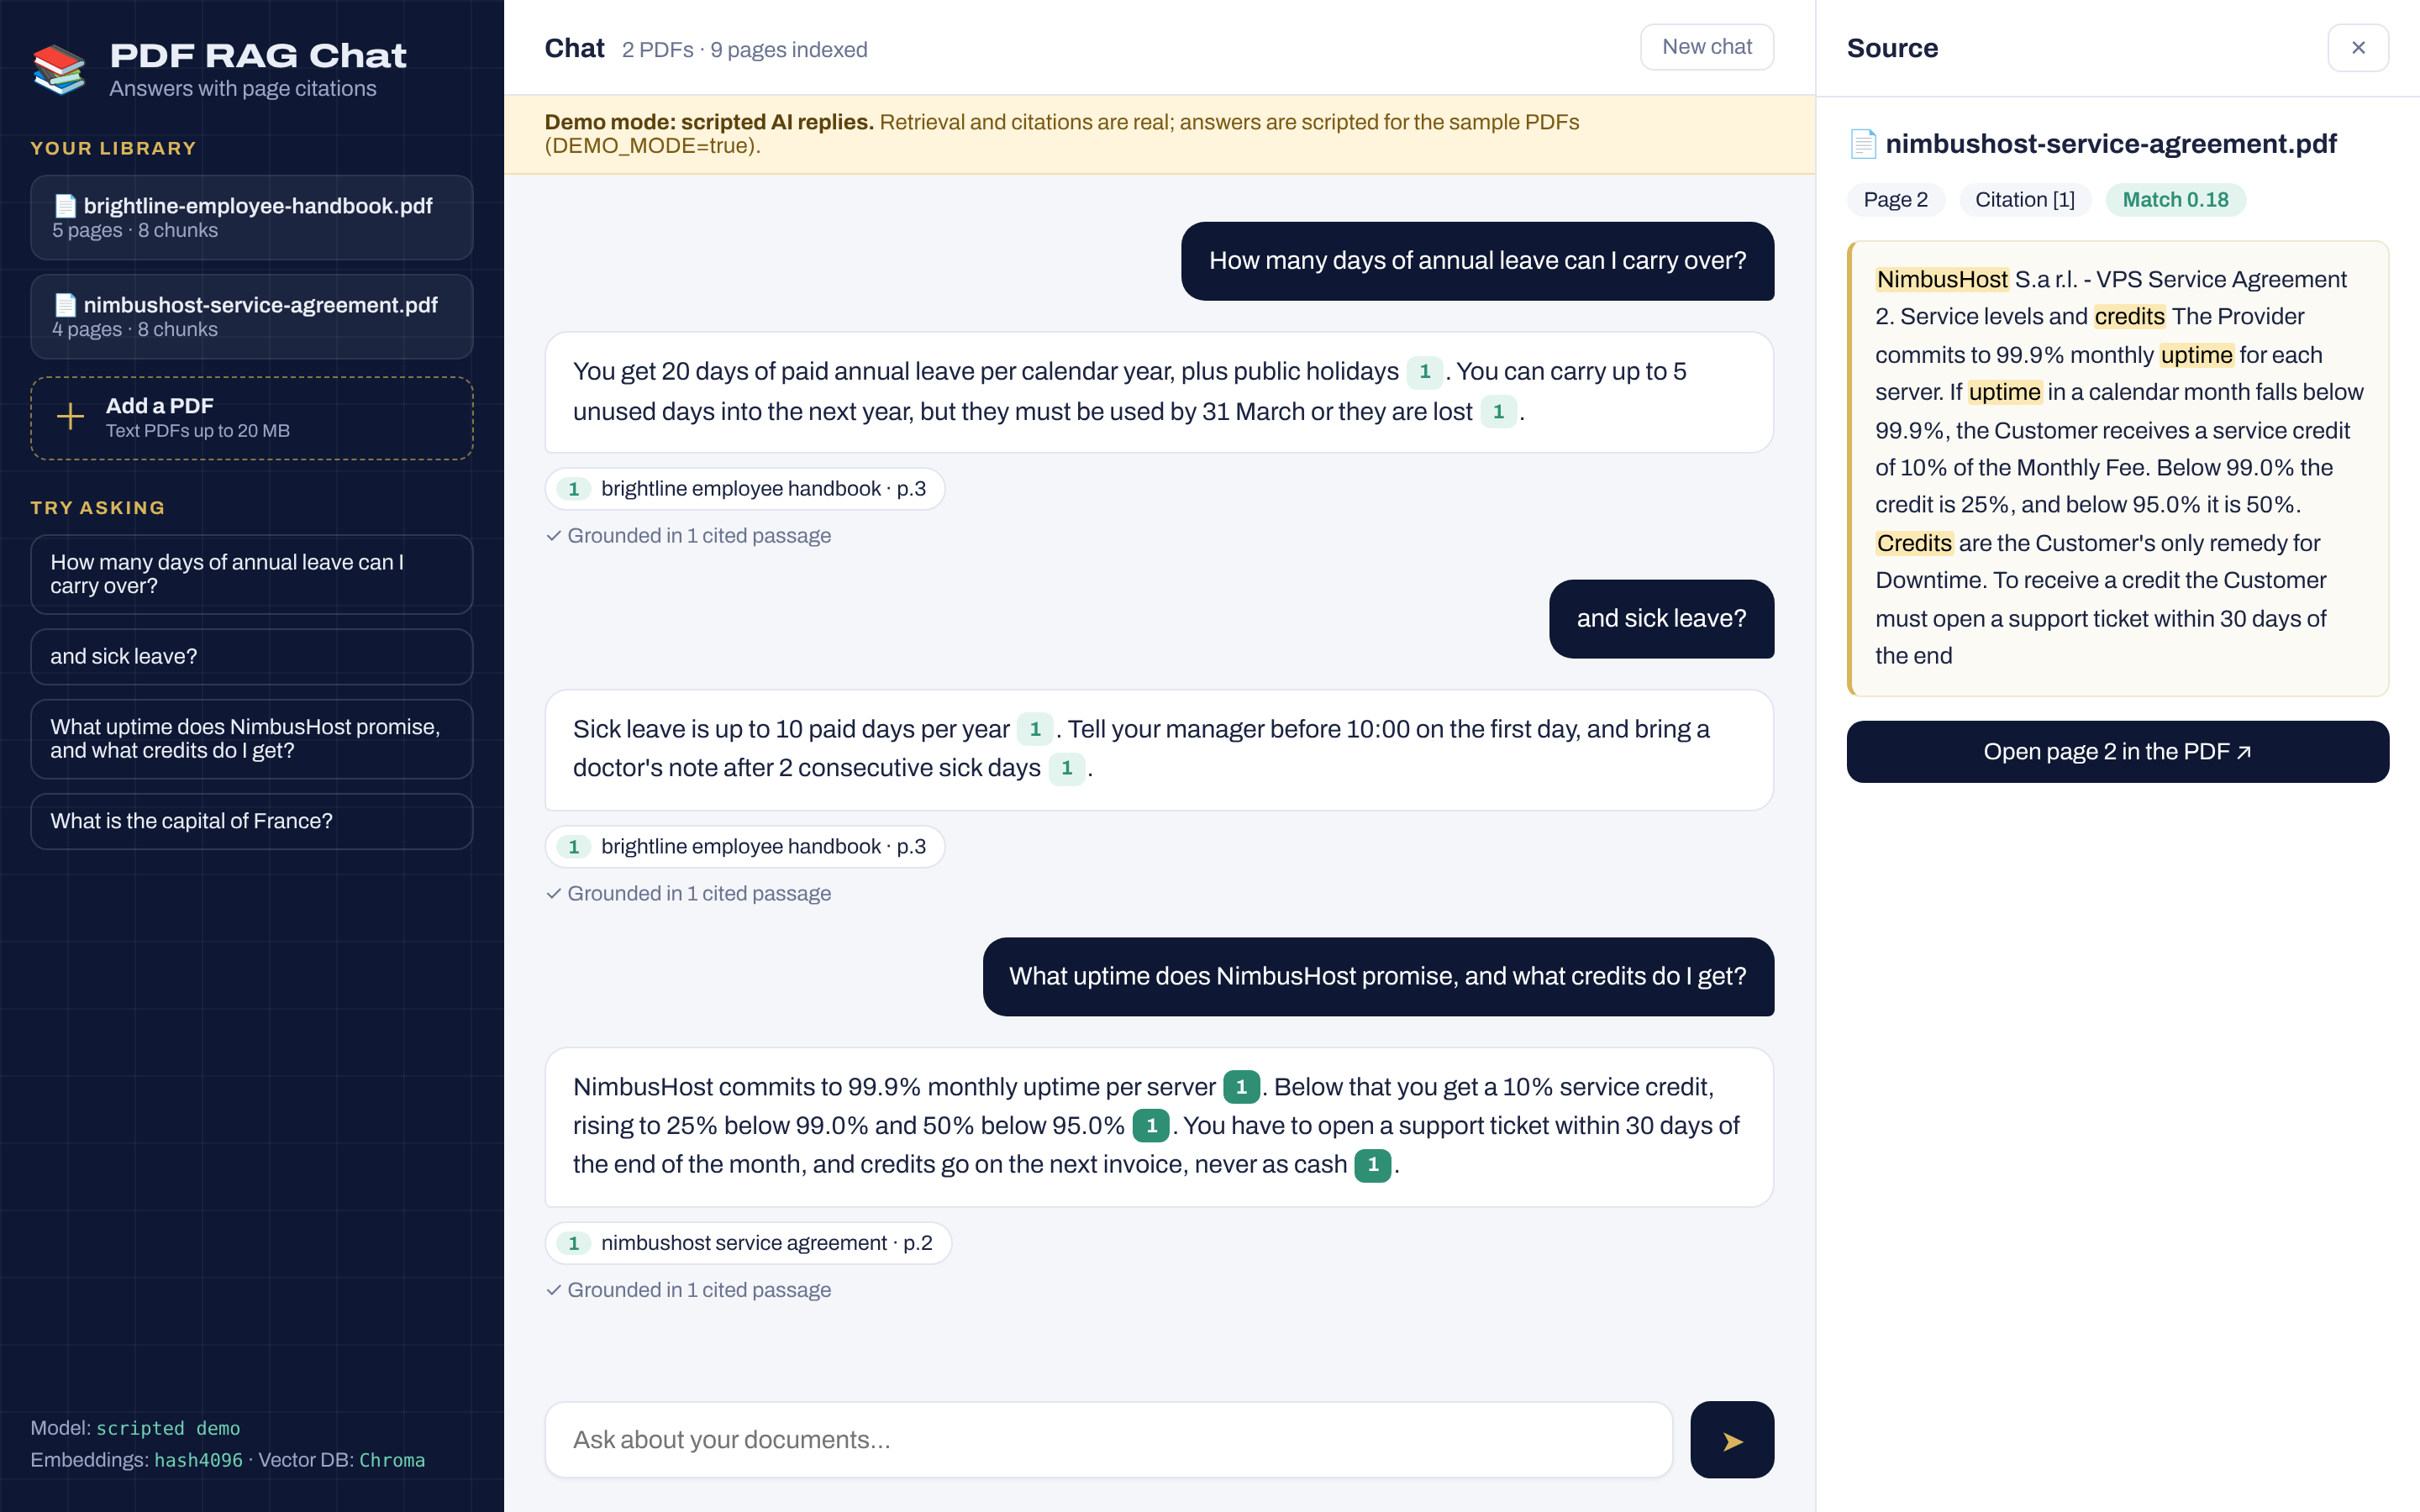 PDF RAG Chat
Answers with page citations
YOUR LIBRARY
brightline-employee-handbook.pdf
5 pages · 8 chunks
nimbushost-service-agreement.pdf
4 pages · 8 chunks
+
Add a PDF
Text PDFs up to 20 MB
TRY ASKING
How many days of annual leave can I
carry over?
and sick leave?
What uptime does NimbusHost promise,
and what credits do I get?
What is the capital of France?
Model: scripted demo
Embeddings: hash4096 · Vector DB: Chroma
Chat 2 PDFs · 9 pages indexed
New chat
Demo mode: scripted AI replies. Retrieval and citations are real; answers are scripted for the sample PDFs
(DEMO_MODE=true).
How many days of annual leave can I carry over?
You get 20 days of paid annual leave per calendar year, plus public holidays 1. You can carry up to 5
unused days into the next year, but they must be used by 31 March or they are lost 1.
1 brightline employee handbook · p.3
✓ Grounded in 1 cited passage
and sick leave?
Sick leave is up to 10 paid days per year 1. Tell your manager before 10:00 on the first day, and bring a
doctor's note after 2 consecutive sick days 1.
1 brightline employee handbook · p.3
✓ Grounded in 1 cited passage
What uptime does NimbusHost promise, and what credits do I get?
NimbusHost commits to 99.9% monthly uptime per server 1. Below that you get a 10% service credit,
rising to 25% below 99.0% and 50% below 95.0% 1. You have to open a support ticket within 30 days of
the end of the month, and credits go on the next invoice, never as cash 1.
1 nimbushost service agreement · p.2
✓ Grounded in 1 cited passage
Ask about your documents...
➤
Source
✕
nimbushost-service-agreement.pdf
Page 2
Citation [1]
Match 0.18
NimbusHost S.a r.l. - VPS Service Agreement
2. Service levels and credits The Provider
commits to 99.9% monthly uptime for each
server. If uptime in a calendar month falls below
99.9%, the Customer receives a service credit
of 10% of the Monthly Fee. Below 99.0% the
credit is 25%, and below 95.0% it is 50%.
Credits are the Customer's only remedy for
Downtime. To receive a credit the Customer
must open a support ticket within 30 days of
the end
Open page 2 in the PDF ↗